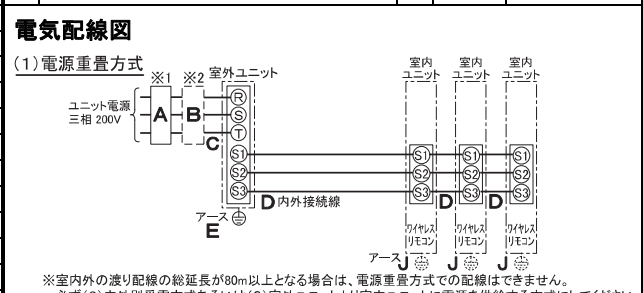 電気配線図
(1)電源重畳方式
※1 ※2 室外ユニット
室内ユニット 室内ユニット 室内ユニット
ユニット電源
三相 200V
A B C
R
S
T
S1 S1 S1 S1
S2 S2 S2 S2
S3 S3 S3 S3
D 内外接続線 D D
アース
E
ワイヤレスリモコン ワイヤレスリモコン ワイヤレスリモコン
アース J J J
※室内外の渡り配線の総延長が80m以上となる場合は、電源重畳方式での配線はできません。